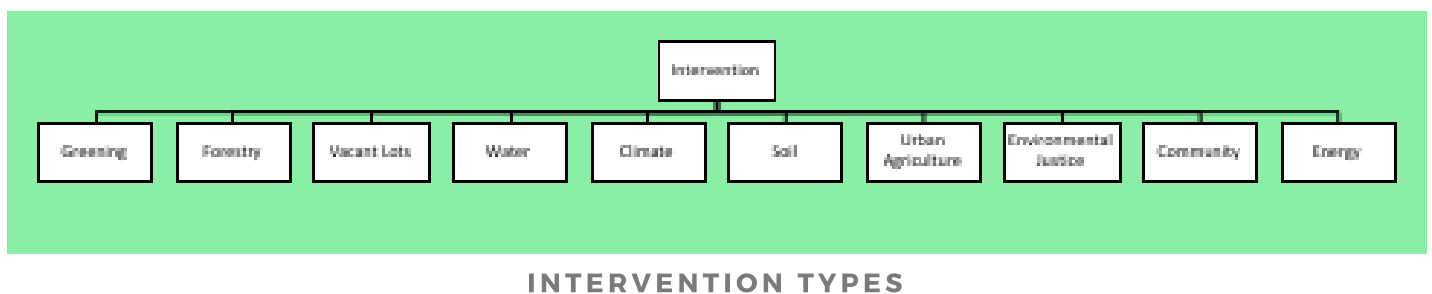 Intervention
Greening
Forestry
Vacant Lots
Water
Climate
Soil
Urban
Agriculture
Environmental
Justice
Community
Energy
INTERVENTION TYPES